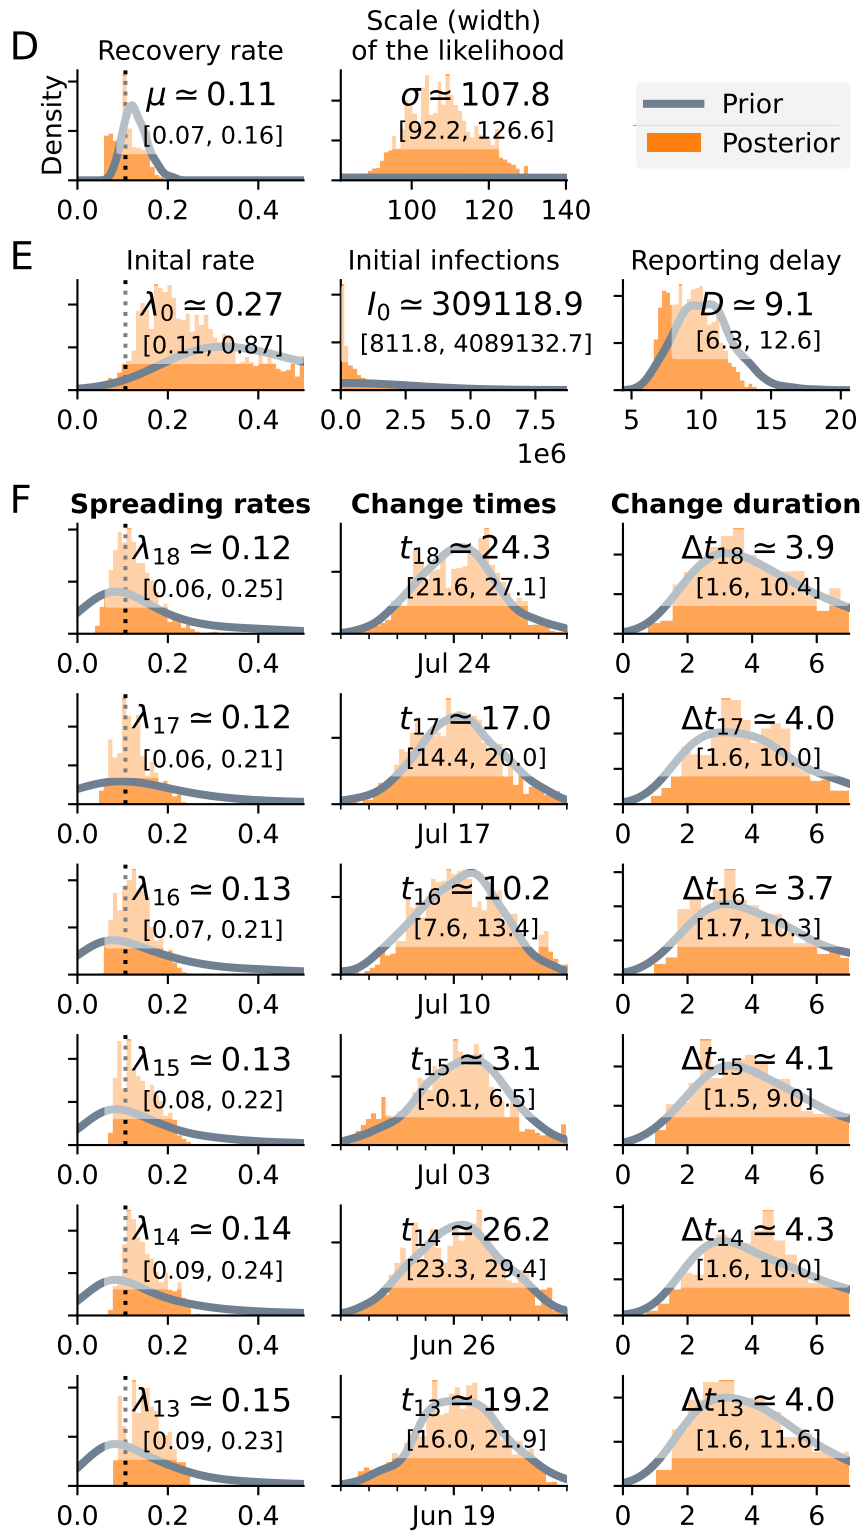 D
Recovery rate
Scale (width)
of the likelihood
Density
μ ≃ 0.11
[0.07, 0.16]
0.0 0.2 0.4
σ ≃ 107.8
[92.2, 126.6]
100 120 140
Prior
Posterior
E
Inital rate
λ0 ≃ 0.27
[0.11, 0.87]
0.0 0.2 0.4
Initial infections
I0 ≃ 309118.9
[811.8, 4089132.7]
0.0 2.5 5.0 7.5
1e6
Reporting delay
D ≃ 9.1
[6.3, 12.6]
5 10 15 20
F
Spreading rates Change times Change duration
λ18 ≃ 0.12
[0.06, 0.25]
0.0 0.2 0.4
t18 ≃ 24.3
[21.6, 27.1]
Jul 24
Δt18 ≃ 3.9
[1.6, 10.4]
0 2 4 6
λ17 ≃ 0.12
[0.06, 0.21]
0.0 0.2 0.4
t17 ≃ 17.0
[14.4, 20.0]
Jul 17
Δt17 ≃ 4.0
[1.6, 10.0]
0 2 4 6
λ16 ≃ 0.13
[0.07, 0.21]
0.0 0.2 0.4
t16 ≃ 10.2
[7.6, 13.4]
Jul 10
Δt16 ≃ 3.7
[1.7, 10.3]
0 2 4 6
λ15 ≃ 0.13
[0.08, 0.22]
0.0 0.2 0.4
t15 ≃ 3.1
[-0.1, 6.5]
Jul 03
Δt15 ≃ 4.1
[1.5, 9.0]
0 2 4 6
λ14 ≃ 0.14
[0.09, 0.24]
0.0 0.2 0.4
t14 ≃ 26.2
[23.3, 29.4]
Jun 26
Δt14 ≃ 4.3
[1.6, 10.0]
0 2 4 6
λ13 ≃ 0.15
[0.09, 0.23]
0.0 0.2 0.4
t13 ≃ 19.2
[16.0, 21.9]
Jun 19
Δt13 ≃ 4.0
[1.6, 11.6]
0 2 4 6